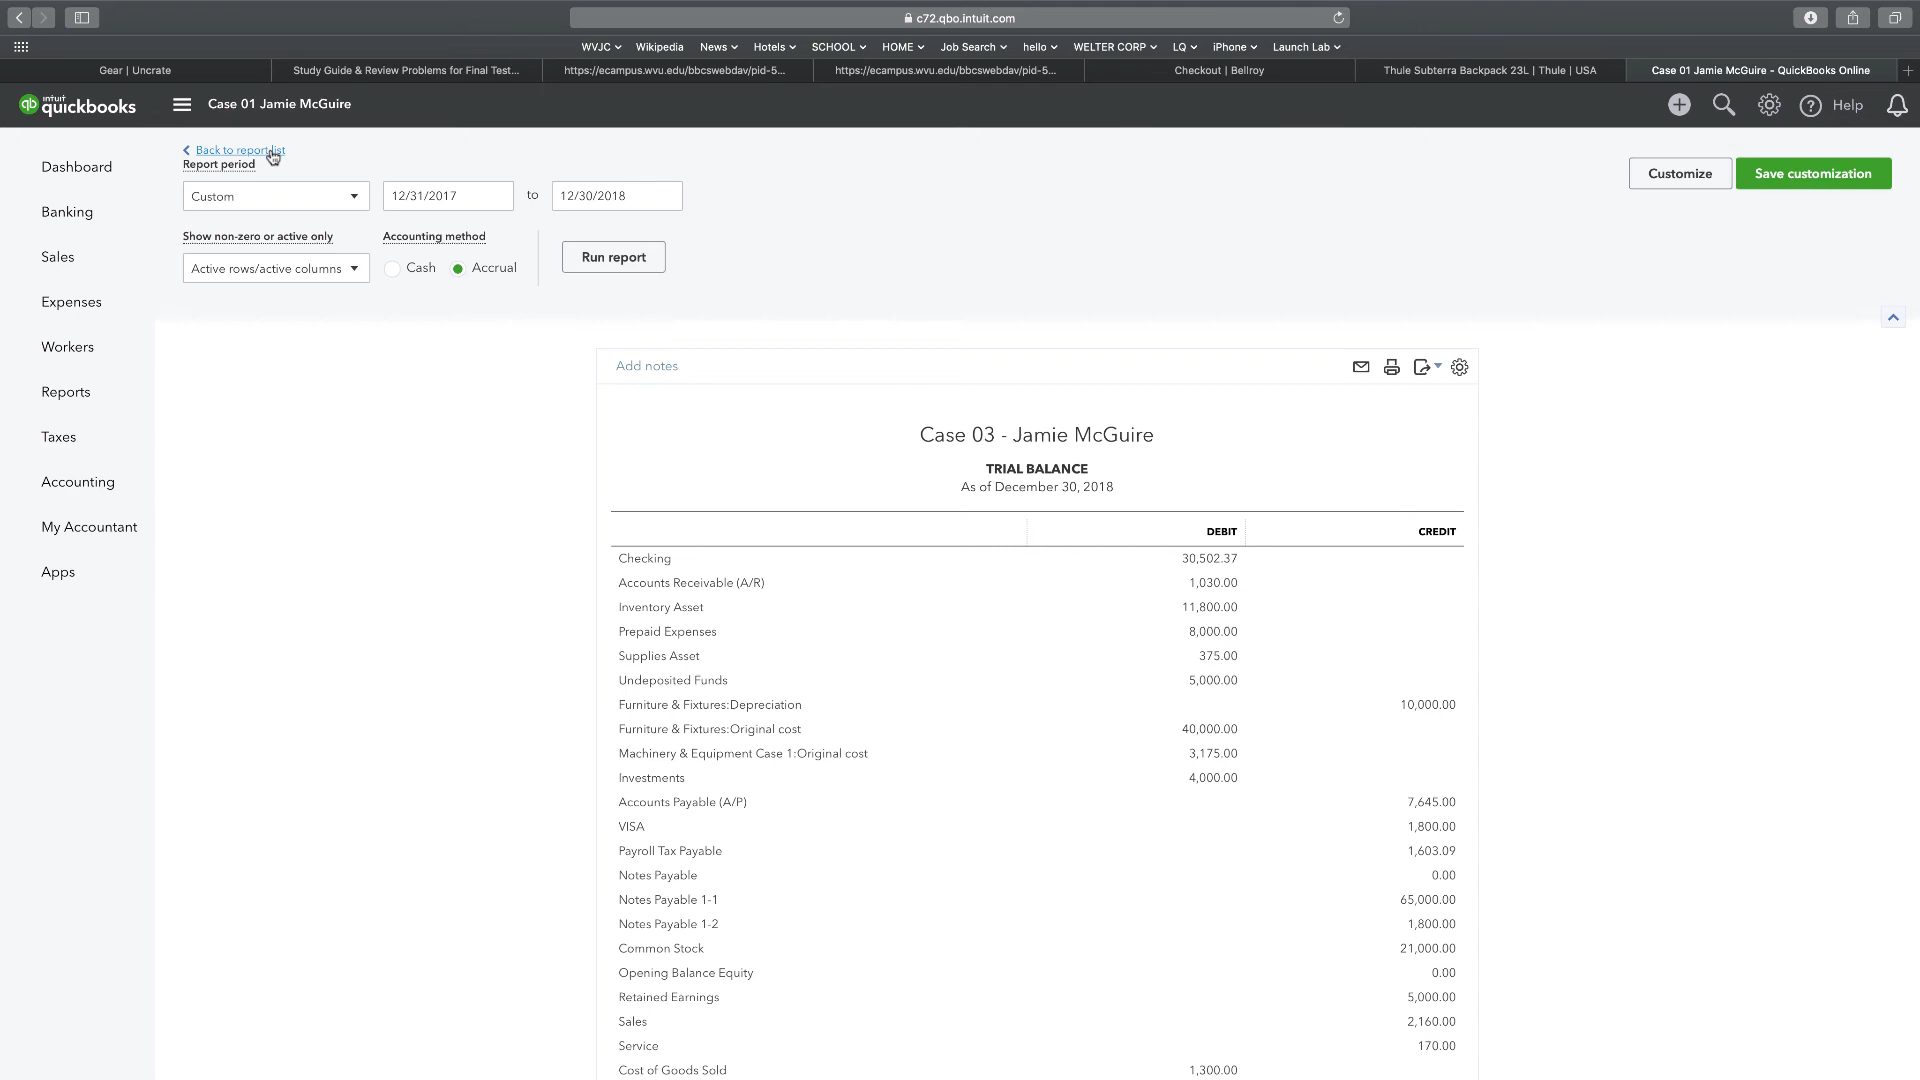 c72.qbo.intuit.com
WVJC Wikipedia News Hotels SCHOOL HOME Job Search hello WELTER CORP LQ iPhone Launch Lab
Gear | Uncrate Study Guide & Review Problems for Final Test... https://ecampus.wvu.edu/bbcswebdav/pid-5... https://ecampus.wvu.edu/bbcswebdav/pid-5... Checkout | Bellroy Thule Subterra Backpack 23L | Thule | USA Case 01 Jamie McGuire - QuickBooks Online
qb intuit quickbooks Case 01 Jamie McGuire Help
Dashboard
Banking
Sales
Expenses
Workers
Reports
Taxes
Accounting
My Accountant
Apps
Back to report list
Report period
Custom 12/31/2017 to 12/30/2018
Customize Save customization
Show non-zero or active only Accounting method
Active rows/active columns Cash Accrual Run report
Add notes
Case 03 - Jamie McGuire
TRIAL BALANCE
As of December 30, 2018
DEBIT CREDIT
Checking 30,502.37
Accounts Receivable (A/R) 1,030.00
Inventory Asset 11,800.00
Prepaid Expenses 8,000.00
Supplies Asset 375.00
Undeposited Funds 5,000.00
Furniture & Fixtures:Depreciation 10,000.00
Furniture & Fixtures:Original cost 40,000.00
Machinery & Equipment Case 1:Original cost 3,175.00
Investments 4,000.00
Accounts Payable (A/P) 7,645.00
VISA 1,800.00
Payroll Tax Payable 1,603.09
Notes Payable 0.00
Notes Payable 1-1 65,000.00
Notes Payable 1-2 1,800.00
Common Stock 21,000.00
Opening Balance Equity 0.00
Retained Earnings 5,000.00
Sales 2,160.00
Service 170.00
Cost of Goods Sold 1,300.00